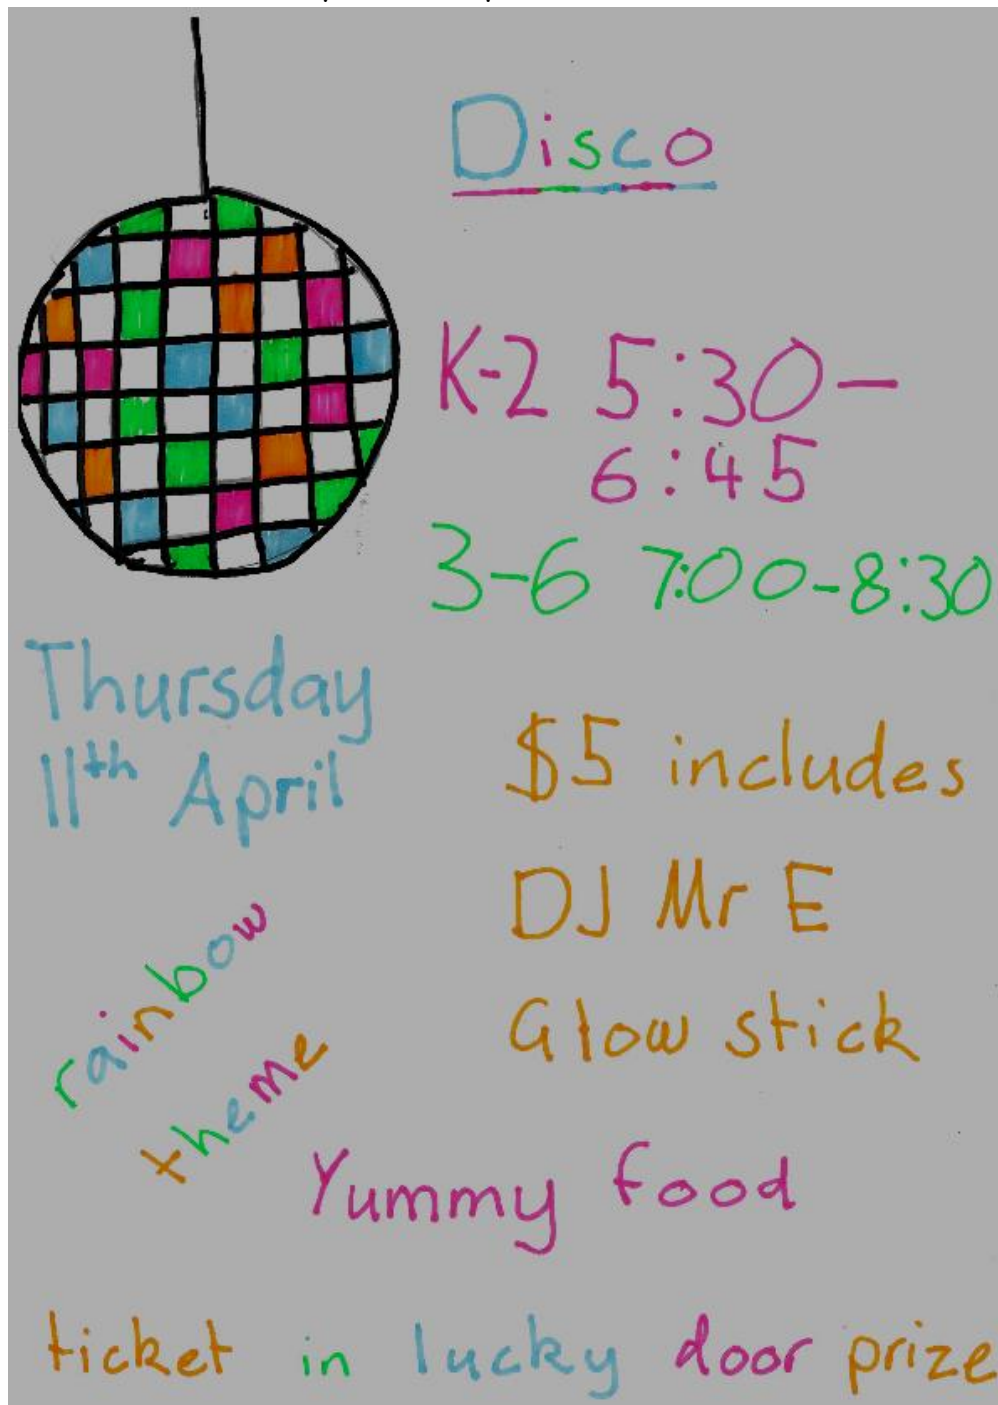 Disco
K-2 5:30-
6:45
3-6 7:00-8:30
Thursday
11th April
$5 includes
DJ Mr E
Glow stick
rainbow
theme
Yummy food
ticket in lucky door prize